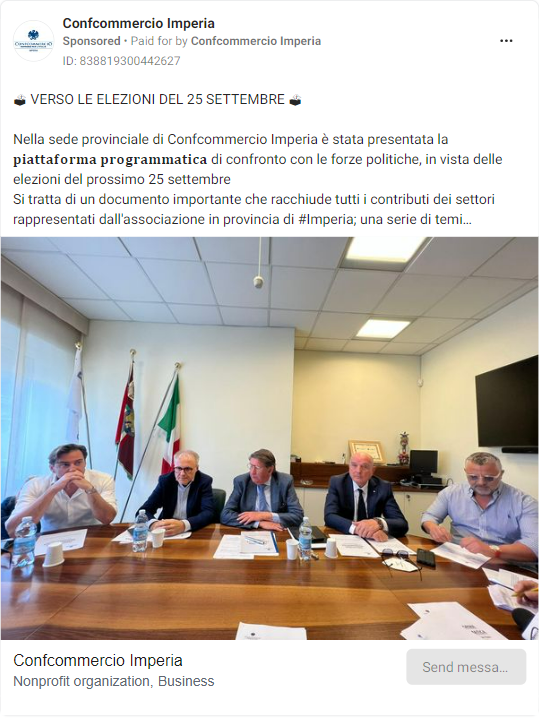 Confcommercio Imperia
Sponsored • Paid for by Confcommercio Imperia
ID: 838819300442627
CONFCOMMERCIO
🗳 VERSO LE ELEZIONI DEL 25 SETTEMBRE 🗳
Nella sede provinciale di Confcommercio Imperia è stata presentata la
piattaforma programmatica di confronto con le forze politiche, in vista delle
elezioni del prossimo 25 settembre
Si tratta di un documento importante che racchiude tutti i contributi dei settori
rappresentati dall'associazione in provincia di #Imperia; una serie di temi...
Confcommercio Imperia
Nonprofit organization, Business
Send messa...